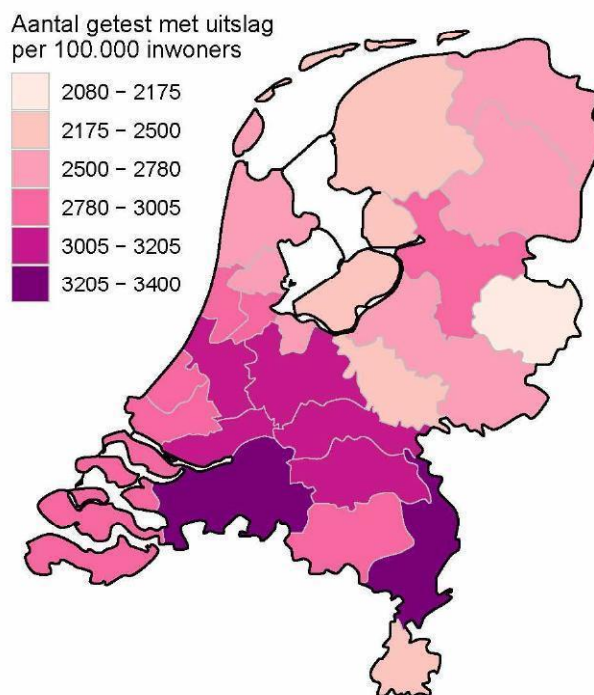 Aantal getest met uitslag
per 100.000 inwoners
2080 − 2175
2175 − 2500
2500 − 2780
2780 − 3005
3005 − 3205
3205 − 3400